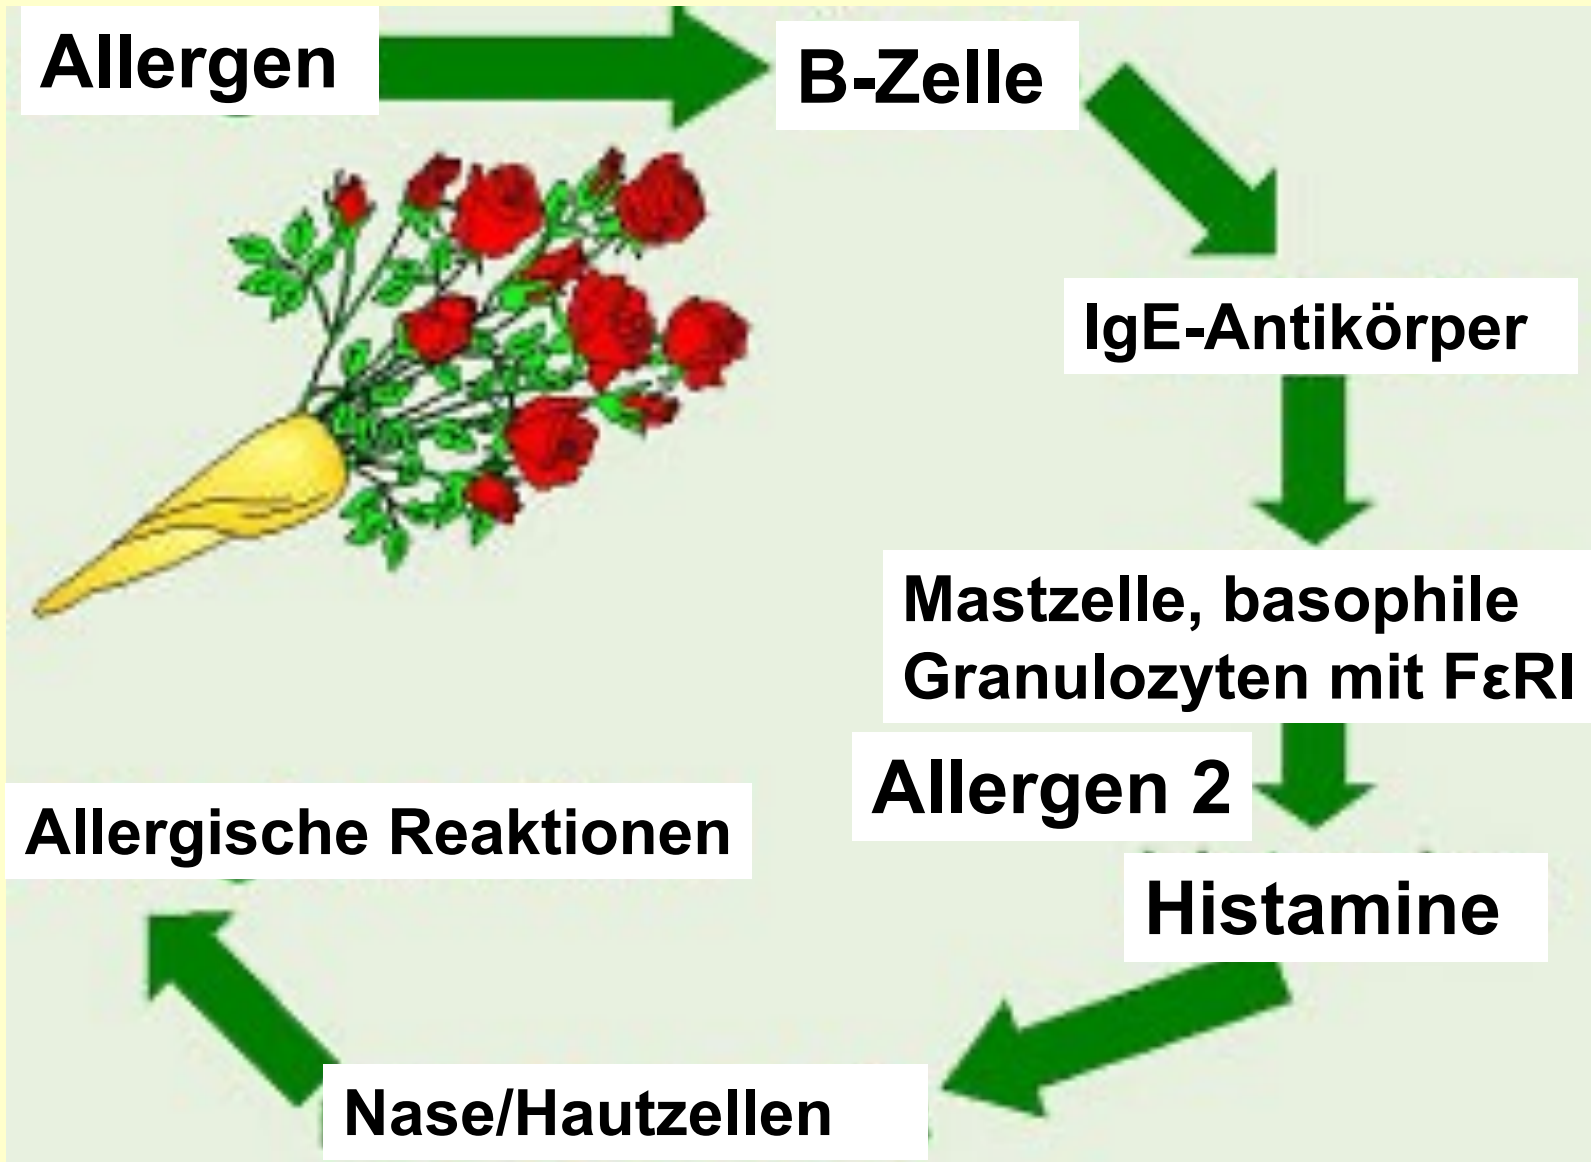 Allergen
B-Zelle
IgE-Antikörper
Mastzelle, basophile
Granulozyten mit FεRI
Allergen 2
Histamine
Nase/Hautzellen
Allergische Reaktionen